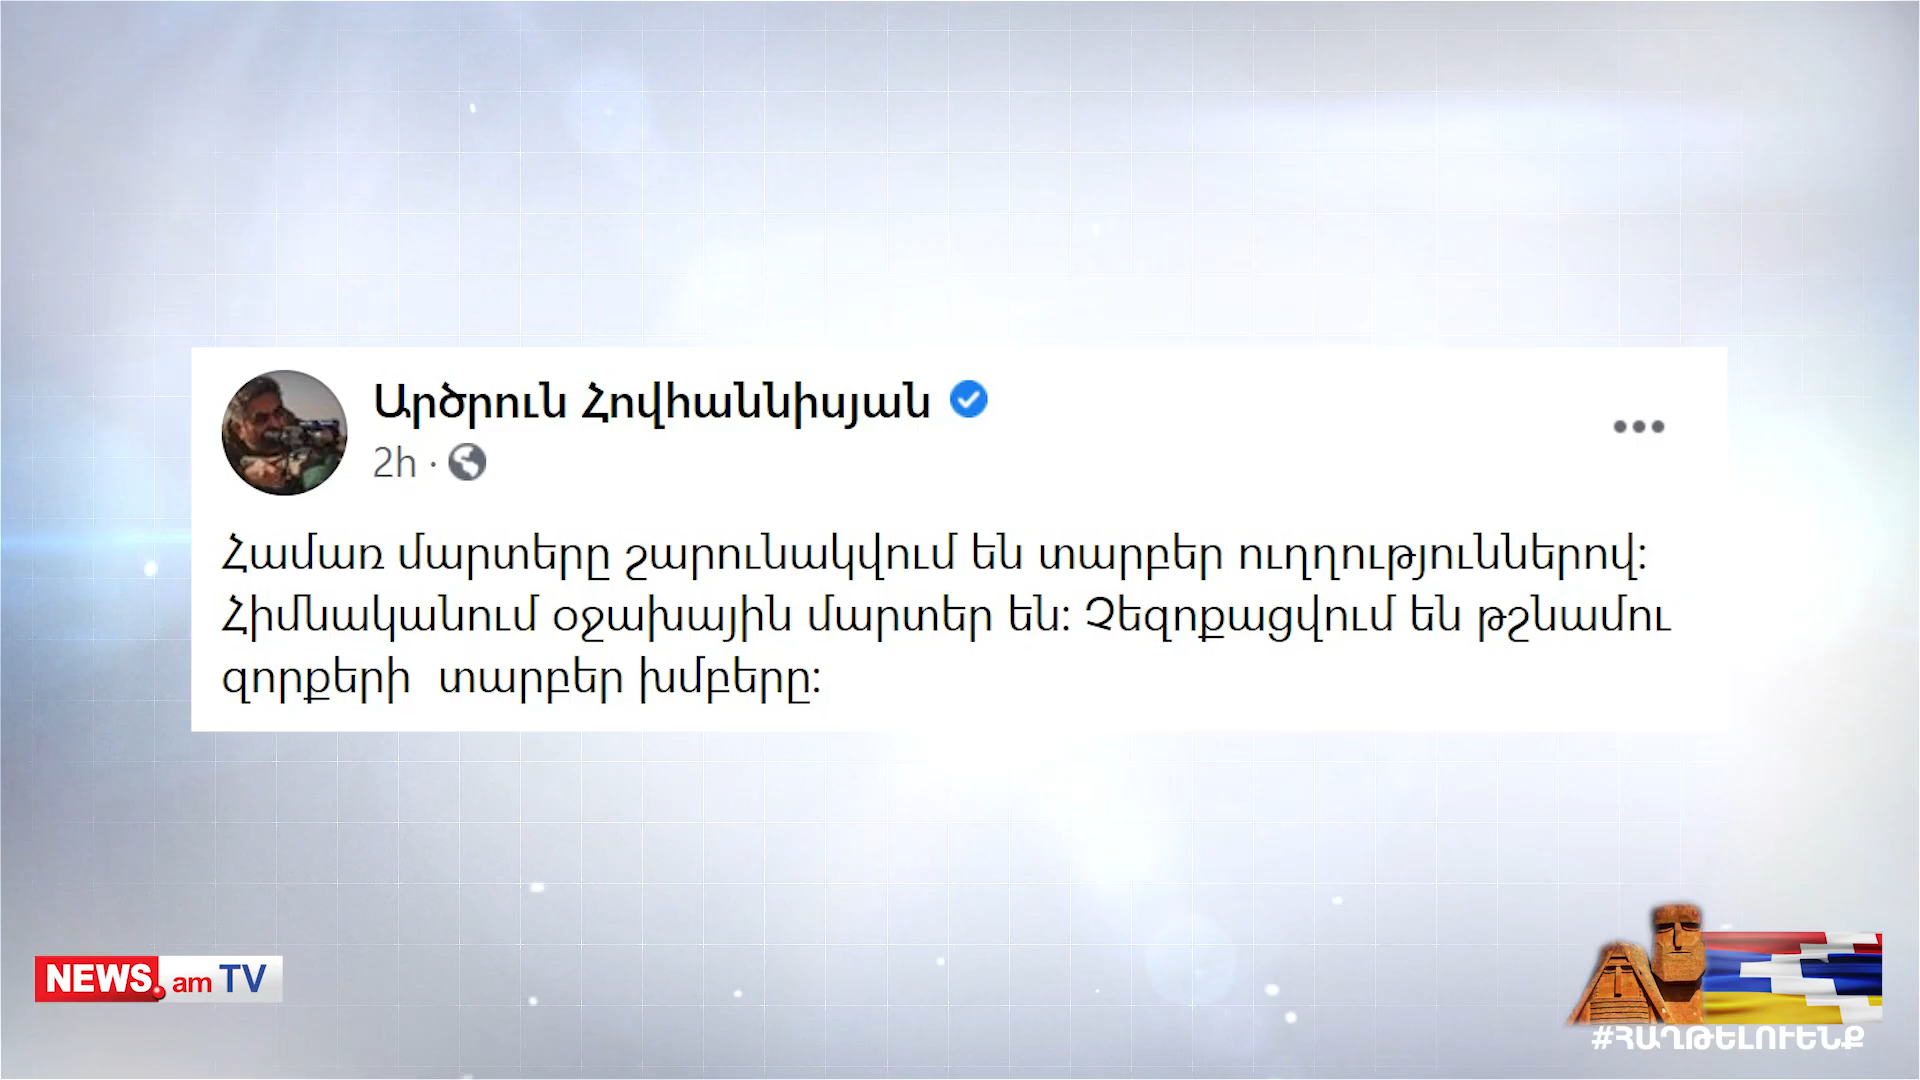 Արծրուն Հովհաննիսյան
2h ·
Համառ մարտերը շարունակվում են տարբեր ուղղություններով։
Հիմնականում օջախային մարտեր են։ Չեզոքացվում են թշնամու
զորքերի  տարբեր խմբերը։
NEWS.am TV
#ՀԱՂԹԵԼՈՒԵՆՔ